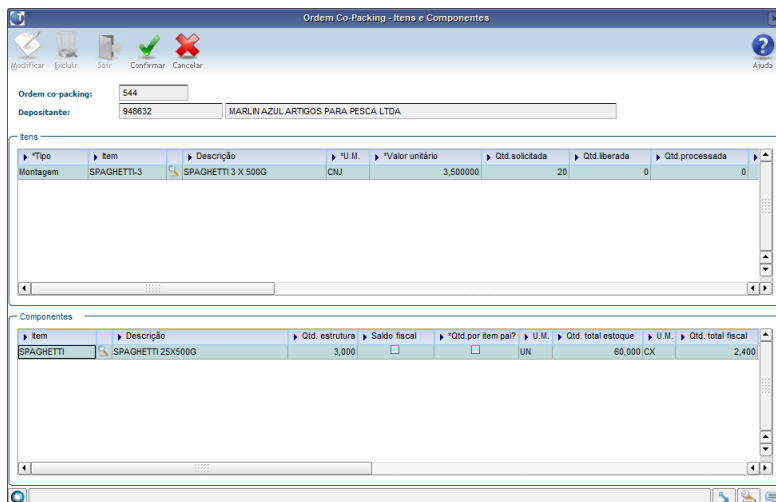 Ordem Co-Packing - Itens e Componentes
Modificar Excluir Sair Confirmar Cancelar Ajuda
Ordem co-packing: 544
Depositante: 948632 MARLIN AZUL ARTIGOS PARA PESCA LTDA
Itens
*Tipo Item Descrição *U.M. *Valor unitário Qtd.solicitada Qtd.liberada Qtd.processada
Montagem SPAGHETTI-3 SPAGHETTI 3 X 500G CNJ 3,500000 20 0 0
Componentes
Item Descrição Qtd. estrutura Saldo fiscal *Qtd.por item pai? U.M. Qtd. total estoque U.M. Qtd. total fiscal
SPAGHETTI SPAGHETTI 25X500G 3,000 UN 60,000 CX 2,400